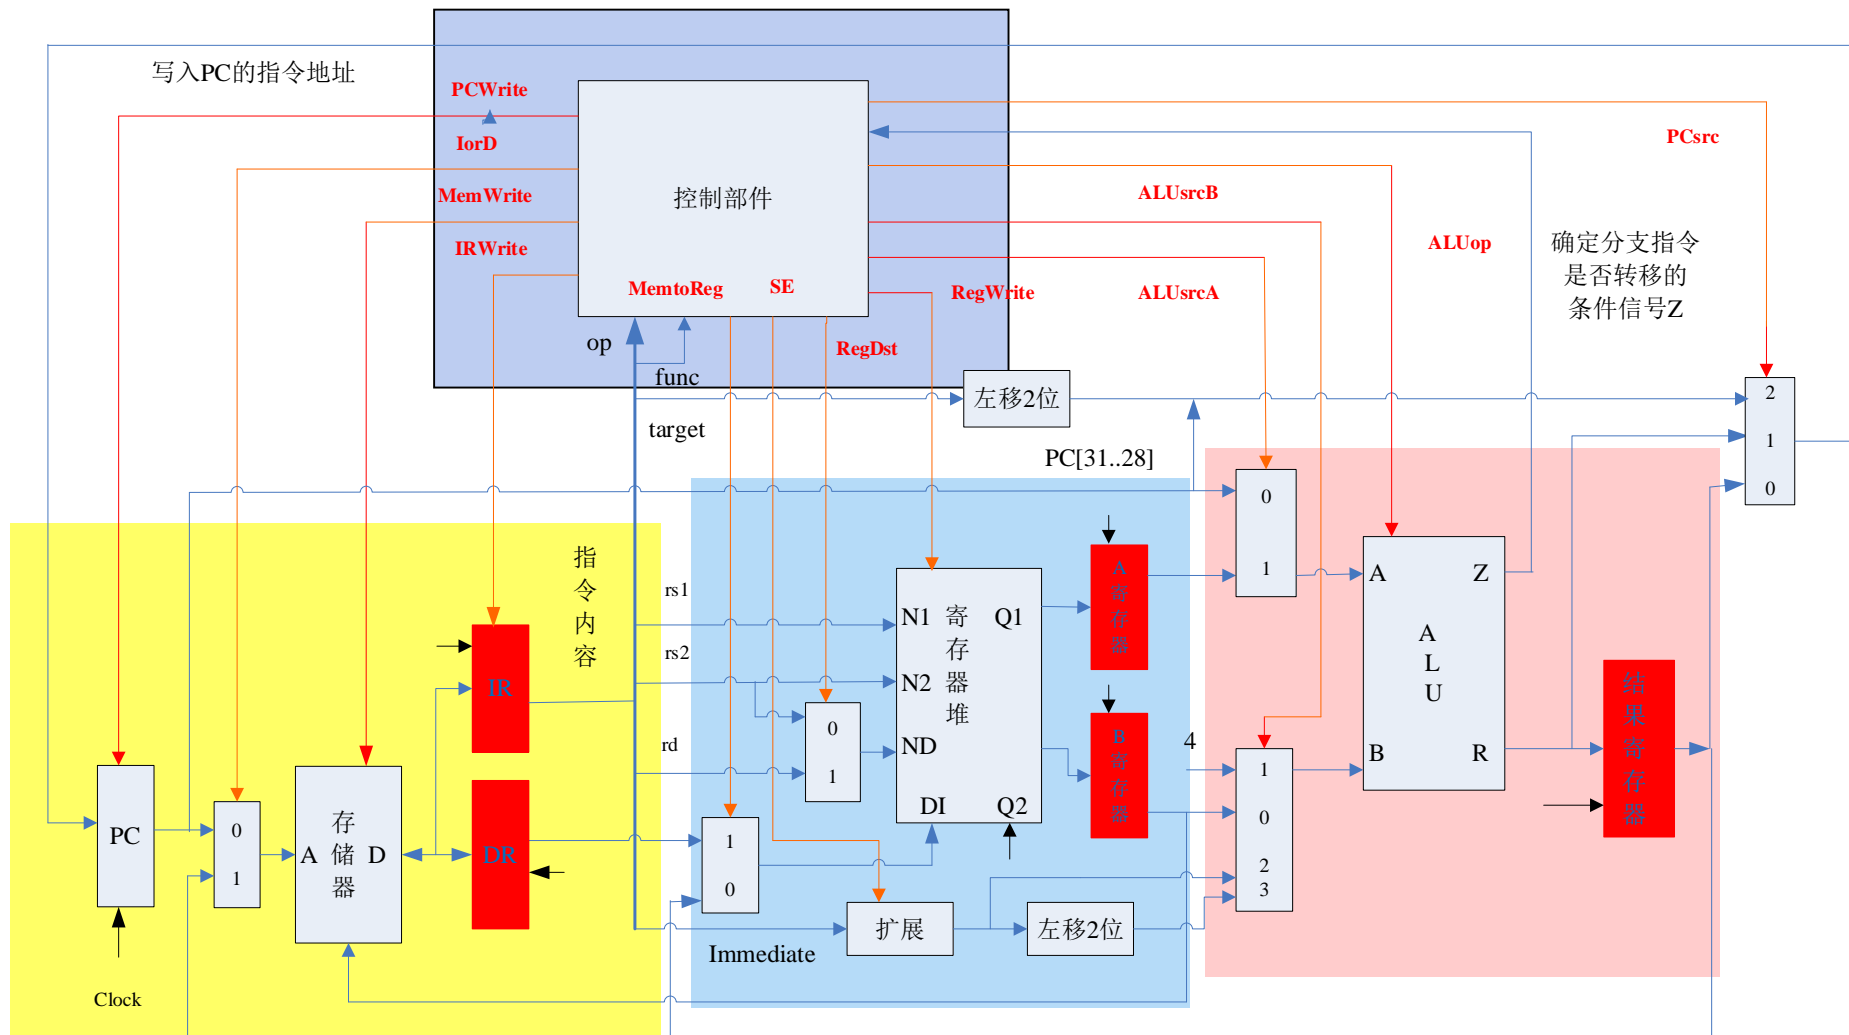 写入PC的指令地址
PCWrite
IorD
MemWrite
IRWrite
控制部件
MemtoReg
SE
RegDst
RegWrite
ALUsrcB
ALUsrcA
ALUop
PCsrc
确定分支指令
是否转移的
条件信号Z
op
func
target
左移2位
PC[31..28]
2
1
0
指令内容
rs1
rs2
rd
IR
DR
PC
0
1
A
存储器
D
Clock
0
1
1
0
N1
N2
ND
DI
寄存器堆
Q1
Q2
A暂存器
B暂存器
扩展
左移2位
Immediate
4
0
1
1
0
2
3
A
B
ALU
Z
R
结果寄存器